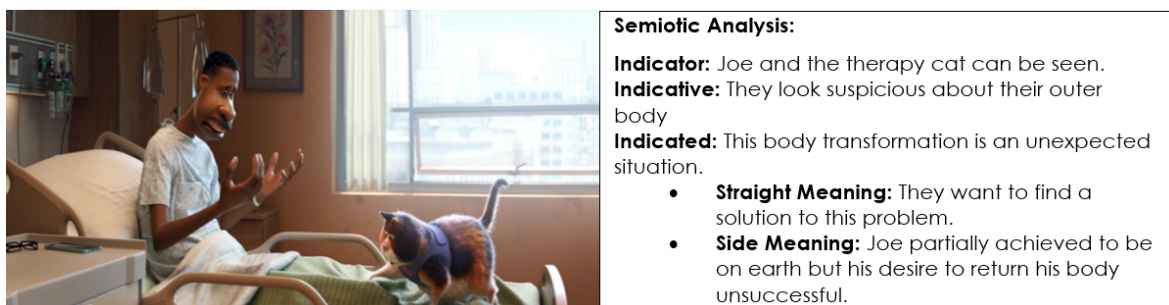 Semiotic Analysis:
Indicator: Joe and the therapy cat can be seen.
Indicative: They look suspicious about their outer
body
Indicated: This body transformation is an unexpected
situation.
• Straight Meaning: They want to find a
solution to this problem.
• Side Meaning: Joe partially achieved to be
on earth but his desire to return his body
unsuccessful.